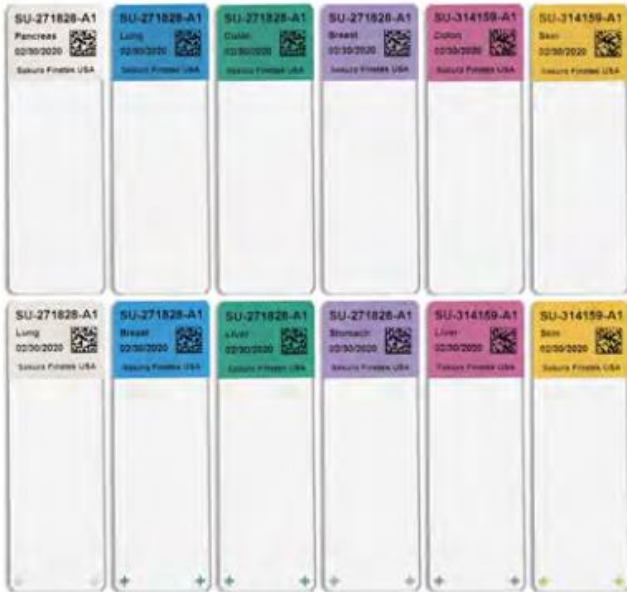 SU-271828-A1
Pancreas
02/30/2020
Sakura Finetek USA
SU-271828-A1
Lung
02/30/2020
Sakura Finetek USA
SU-271828-A1
Colon
02/30/2020
Sakura Finetek USA
SU-271828-A1
Breast
02/30/2020
Sakura Finetek USA
SU-314159-A1
Colon
02/30/2020
Sakura Finetek USA
SU-314159-A1
Skin
02/30/2020
Sakura Finetek USA
SU-271828-A1
Lung
02/30/2020
Sakura Finetek USA
SU-271828-A1
Breast
02/30/2020
Sakura Finetek USA
SU-271828-A1
Liver
02/30/2020
Sakura Finetek USA
SU-271828-A1
Stomach
02/30/2020
Sakura Finetek USA
SU-314159-A1
Liver
02/30/2020
Sakura Finetek USA
SU-314159-A1
Skin
02/30/2020
Sakura Finetek USA